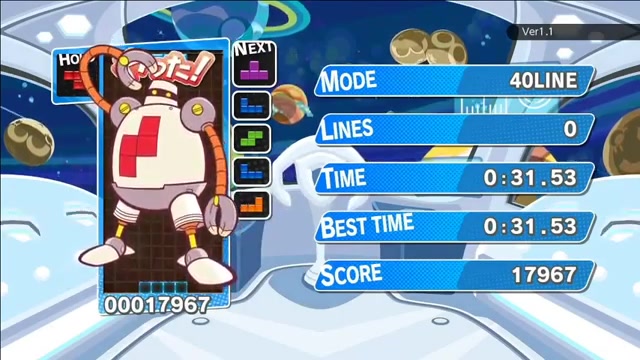 Ver1.1
HO
やった!
NEXT
MODE 40LINE
LINES 0
TIME 0:31.53
BEST TIME 0:31.53
SCORE 17967
00017967